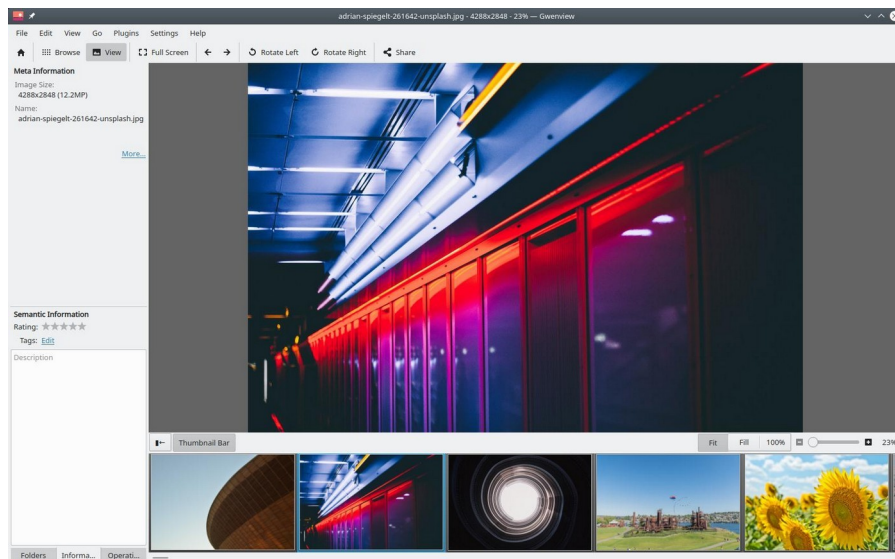 adrian-spiegelt-261642-unsplash.jpg - 4288x2848 - 23% — Gwenview
File Edit View Go Plugins Settings Help
Browse View Full Screen Rotate Left Rotate Right Share
Meta Information
Image Size:
4288x2848 (12.2MP)
Name:
adrian-spiegelt-261642-unsplash.jpg
More...
Semantic Information
Rating:
Tags: Edit
Description
Thumbnail Bar Fit Fill 100% 23%
Folders Informa... Operati...